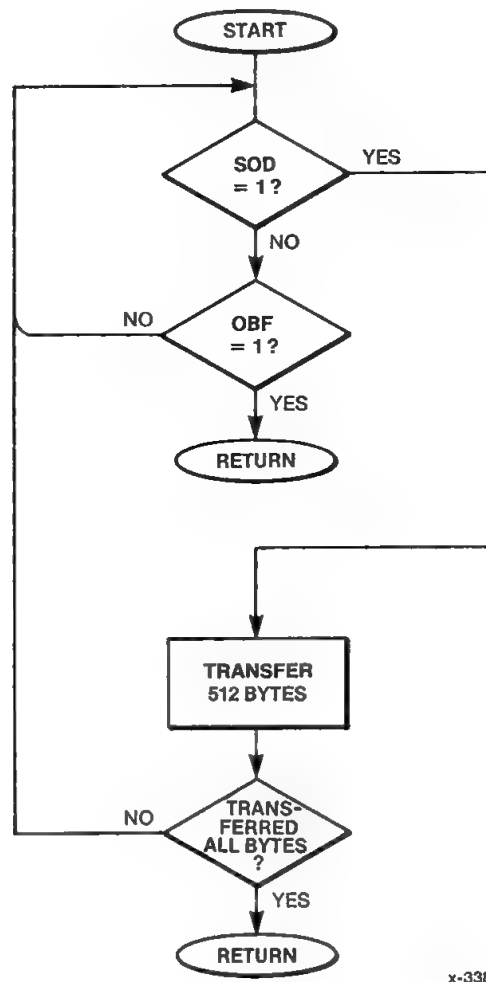 START
SOD
= 1?
YES
NO
OBF
= 1?
NO
YES
RETURN
TRANSFER
512 BYTES
TRANS-
FERRED
ALL BYTES
?
NO
YES
RETURN
x-338